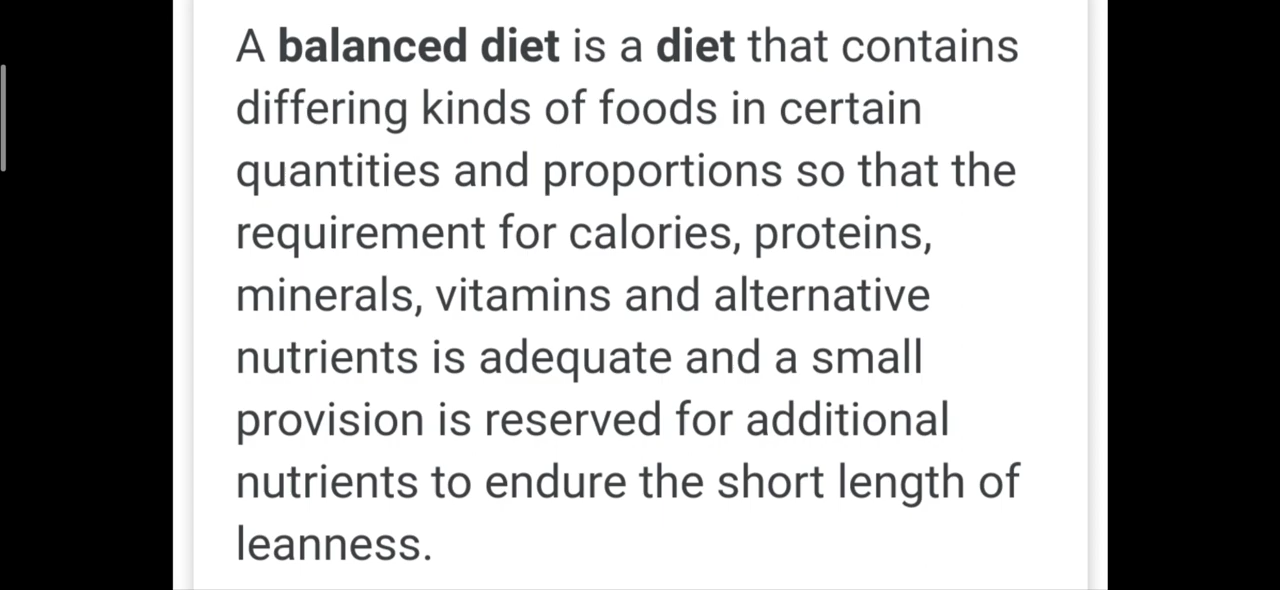 A balanced diet is a diet that contains
differing kinds of foods in certain
quantities and proportions so that the
requirement for calories, proteins,
minerals, vitamins and alternative
nutrients is adequate and a small
provision is reserved for additional
nutrients to endure the short length of
leanness.